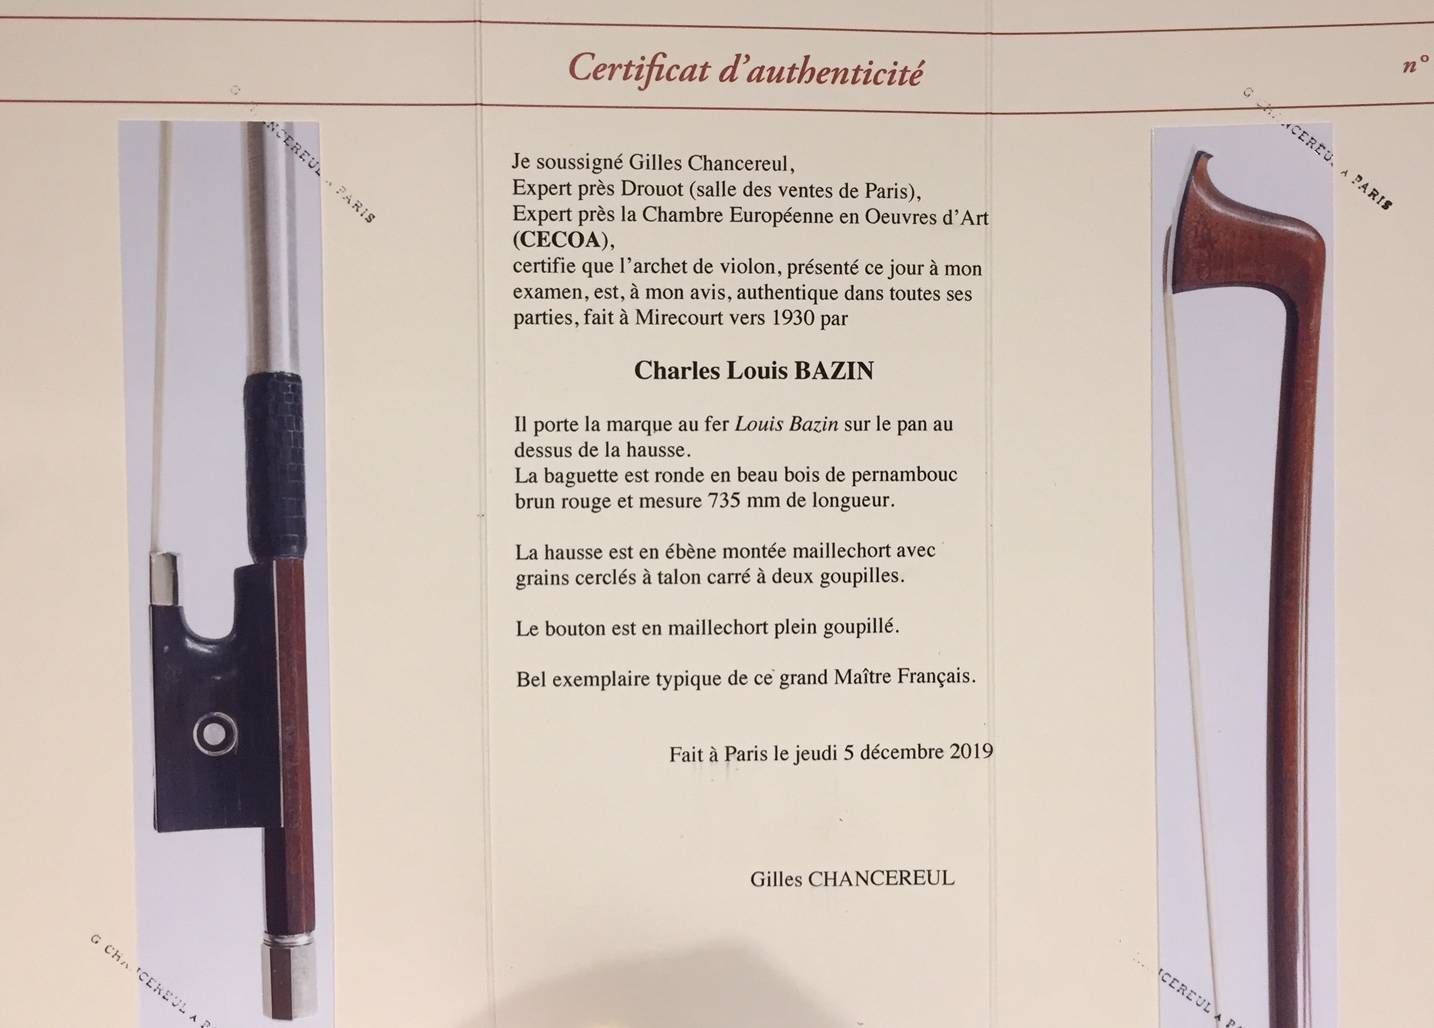 Certificat d'authenticité
n°
Je soussigné Gilles Chancereul,
Expert près Drouot (salle des ventes de Paris),
Expert près la Chambre Européenne en Oeuvres d'Art
(CECOA),
certifie que l'archet de violon, présenté ce jour à mon
examen, est, à mon avis, authentique dans toutes ses
parties, fait à Mirecourt vers 1930 par
Charles Louis BAZIN
Il porte la marque au fer Louis Bazin sur le pan au
dessus de la hausse.
La baguette est ronde en beau bois de pernambouc
brun rouge et mesure 735 mm de longueur.
La hausse est en ébène montée maillechort avec
grains cerclés à talon carré à deux goupilles.
Le bouton est en maillechort plein goupillé.
Bel exemplaire typique de ce grand Maître Français.
Fait à Paris le jeudi 5 décembre 2019
Gilles CHANCEREUL
G CHANCEREUL A PARIS
G CHANCEREUL A PARIS
G CHANCEREUL A
CEREUL A